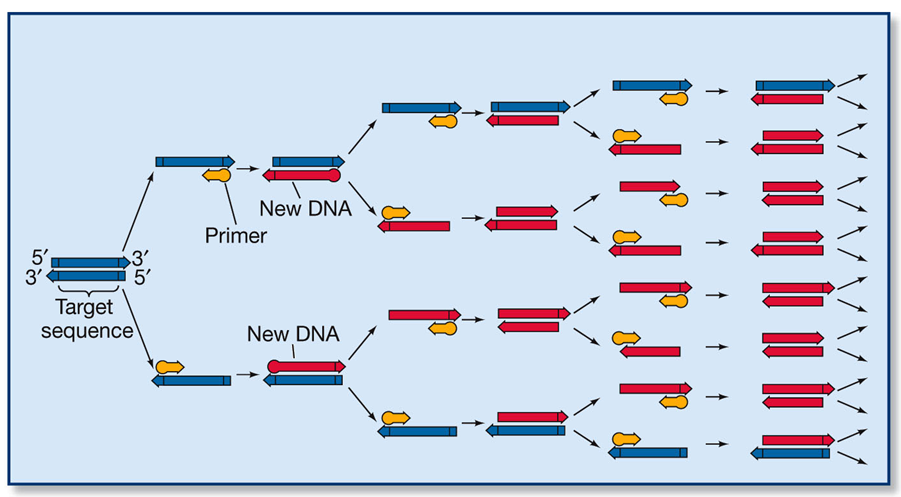 New DNA
Primer
5′ 3′
3′ 5′
Target
sequence
New DNA